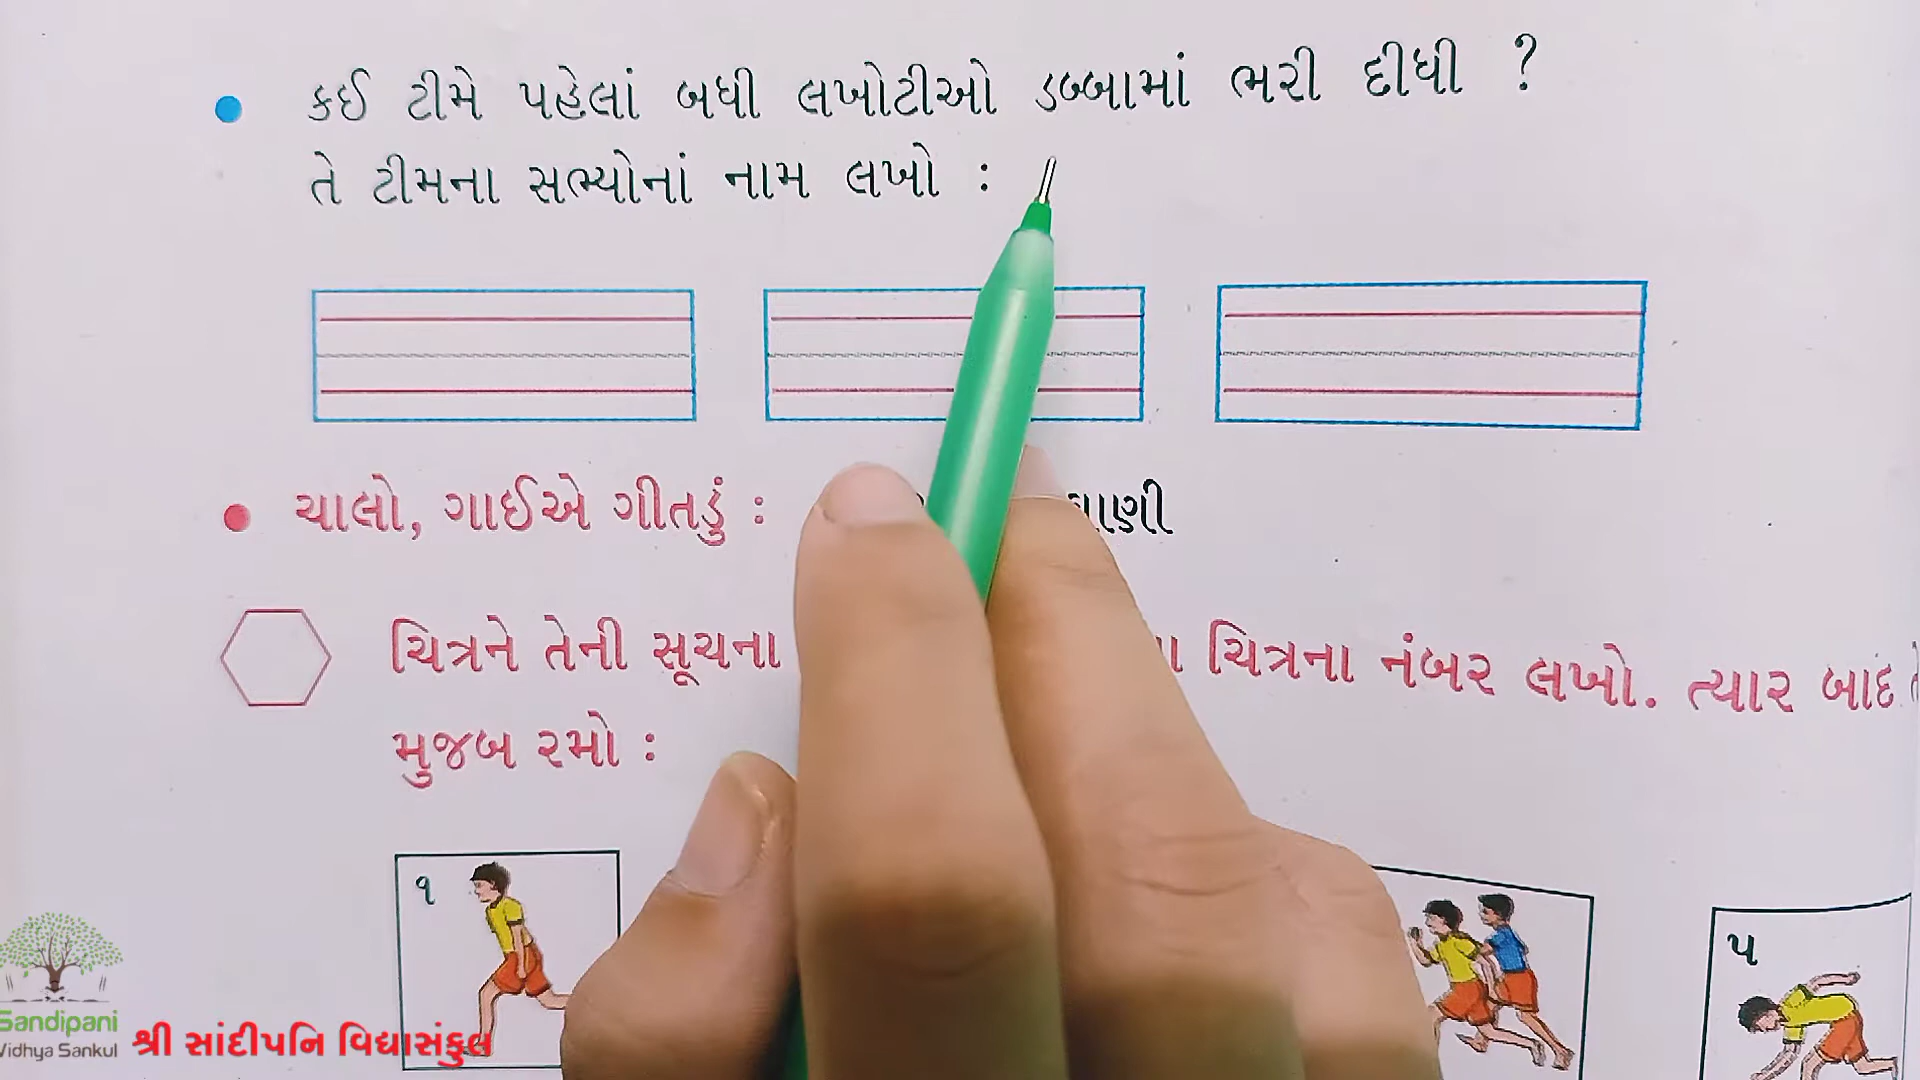 કઈ ટીમે પહેલાં બધી લખોટીઓ ડબ્બામાં ભરી દીધી ?
તે ટીમના સભ્યોનાં નામ લખો :
ચાલો, ગાઈએ ગીતડું :
ચિત્રને તેની સૂચના ચિત્રના નંબર લખો. ત્યાર બાદ
મુજબ રમો :
૧
૫
Sandipani
Vidhya Sankul
શ્રી સાંદીપનિ વિદ્યાસંકુલ